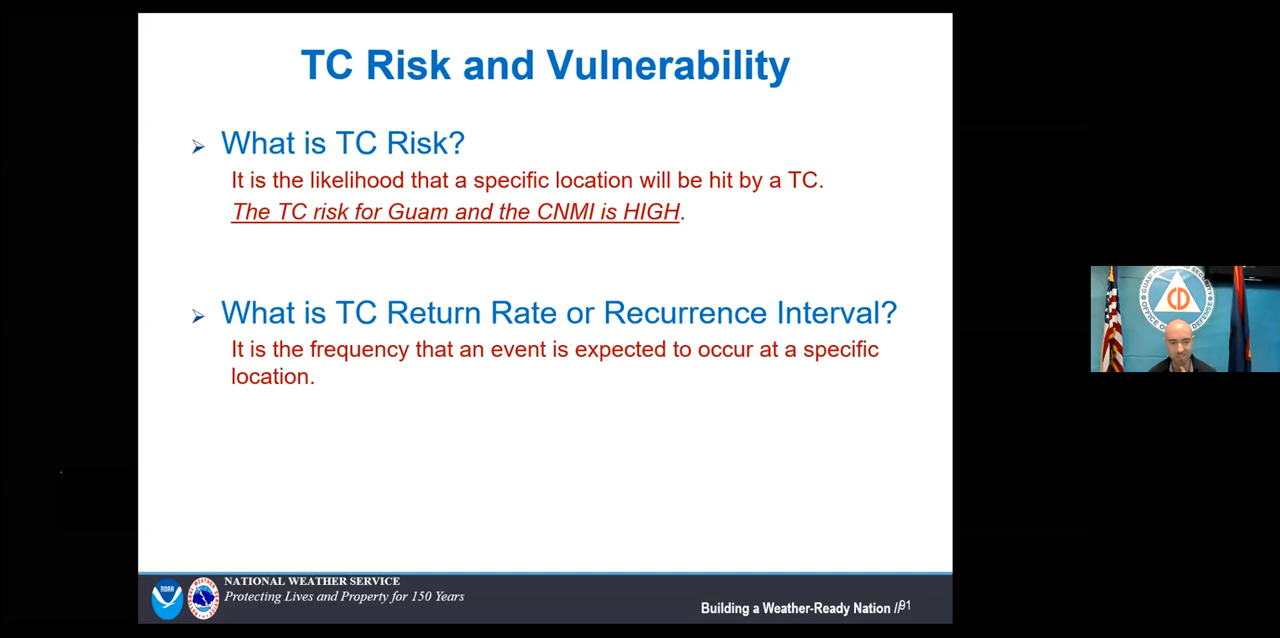 TC Risk and Vulnerability
➢ What is TC Risk?
It is the likelihood that a specific location will be hit by a TC.
The TC risk for Guam and the CNMI is HIGH.
➢ What is TC Return Rate or Recurrence Interval?
It is the frequency that an event is expected to occur at a specific
location.
NOAA
NATIONAL WEATHER SERVICE
Protecting Lives and Property for 150 Years
Building a Weather-Ready Nation // 91
CD